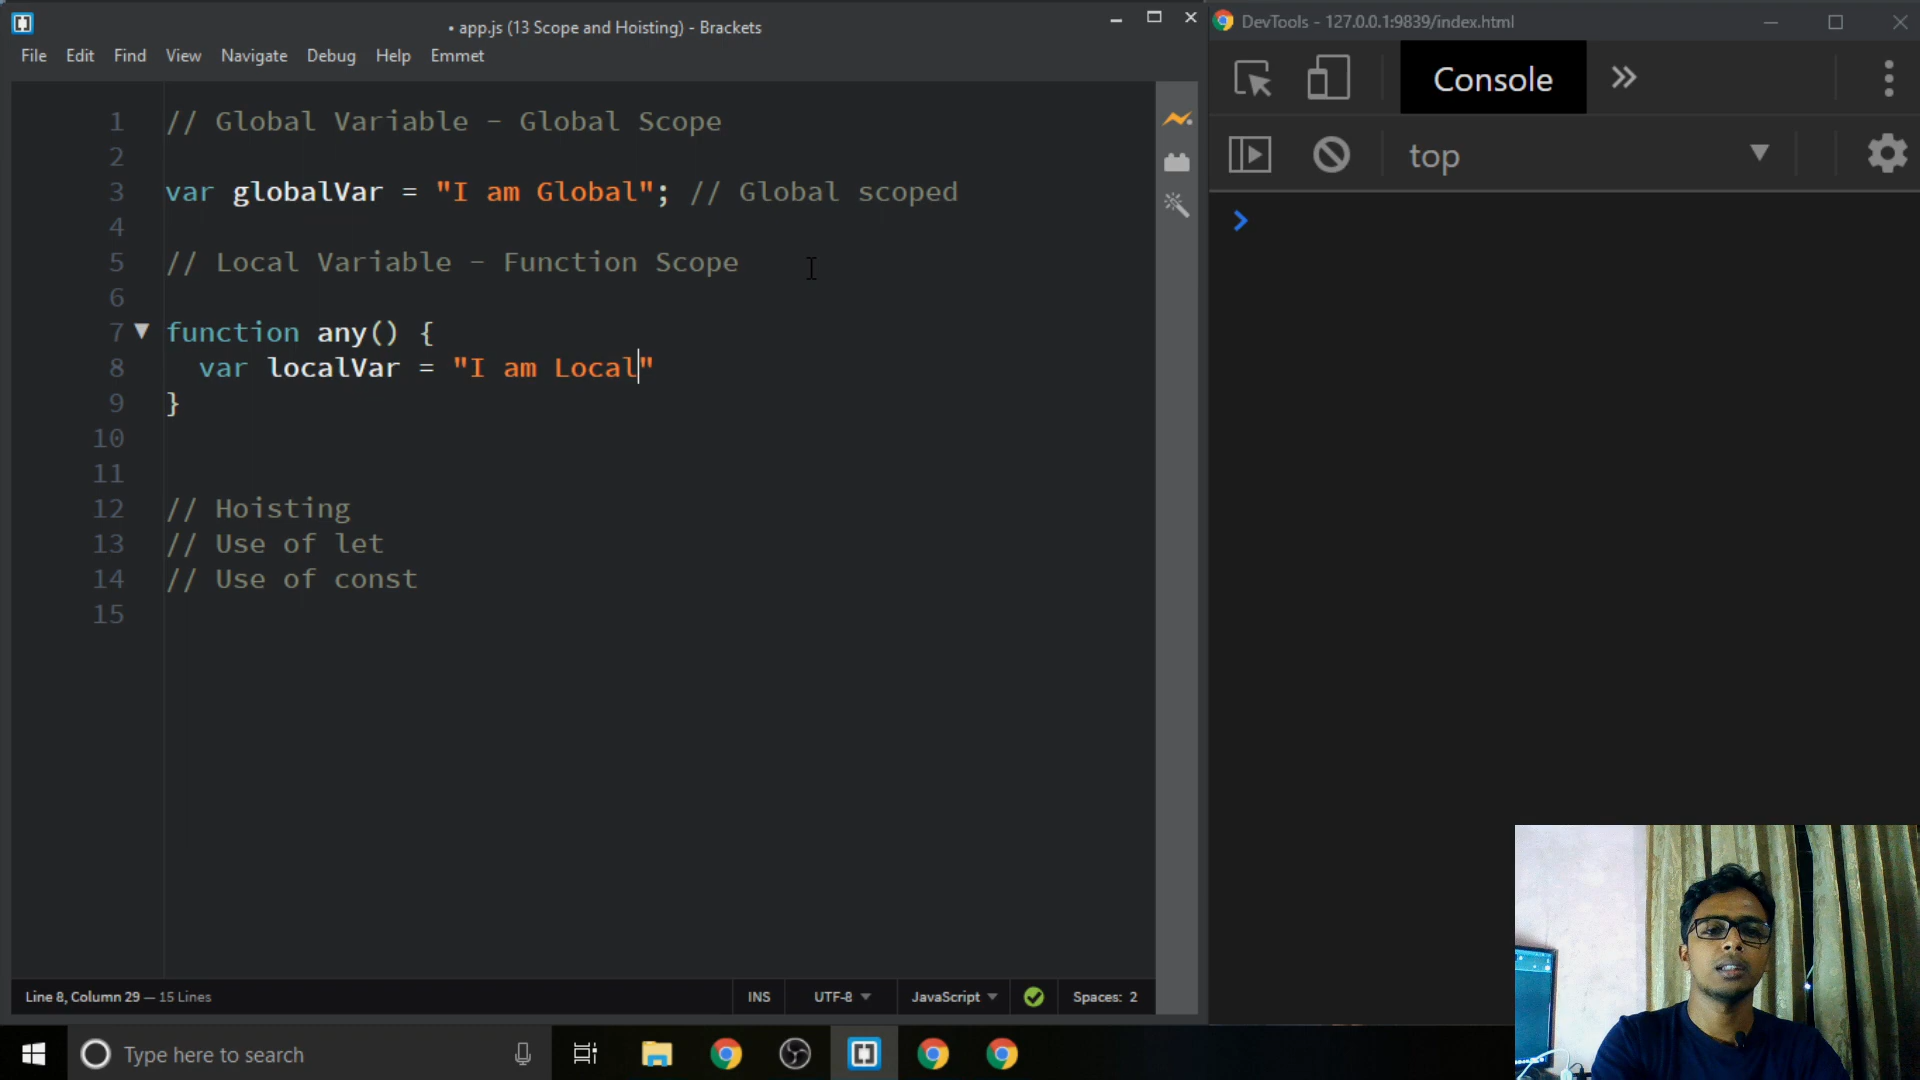 • app.js (13 Scope and Hoisting) - Brackets
File Edit Find View Navigate Debug Help Emmet
1 // Global Variable - Global Scope
2
3 var globalVar = "I am Global"; // Global scoped
4
5 // Local Variable - Function Scope
6
7 function any() {
8 var localVar = "I am Local"
9 }
10
11
12 // Hoisting
13 // Use of let
14 // Use of const
15
Line 8, Column 29 — 15 Lines
INS UTF-8 JavaScript Spaces: 2
DevTools - 127.0.0.1:9839/index.html
Console
top
Type here to search